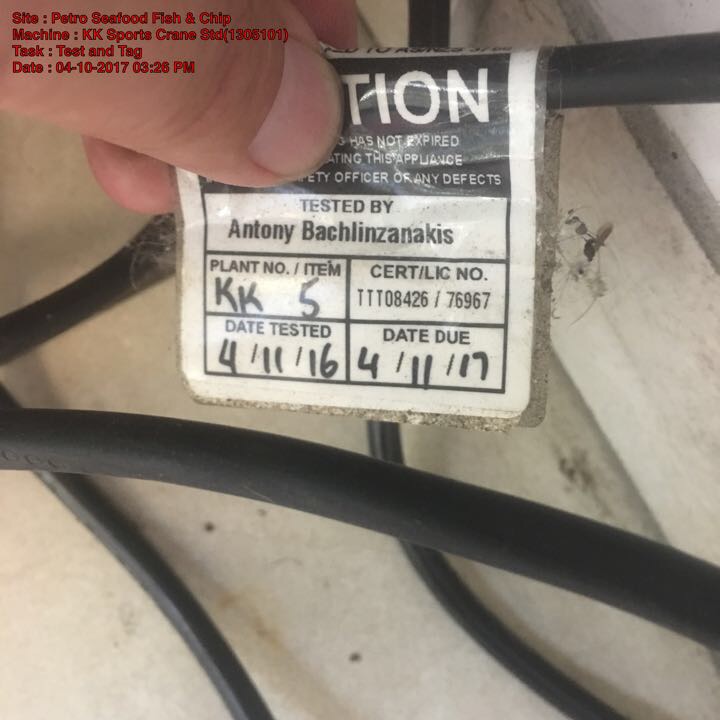 Site : Petro Seafood Fish & Chip
Machine : KK Sports Crane Std(1305101)
Task : Test and Tag
Date : 04-10-2017 03:26 PM
TION
HAS NOT EXPIRED
ATING THIS APPLIANCE
ETY OFFICER OF ANY DEFECTS
TESTED BY
Antony Bachlinzanakis
PLANT NO. / ITEM CERT/LIC NO.
KK 5 TTT08426 / 76967
DATE TESTED DATE DUE
4/11/16 4/11/17